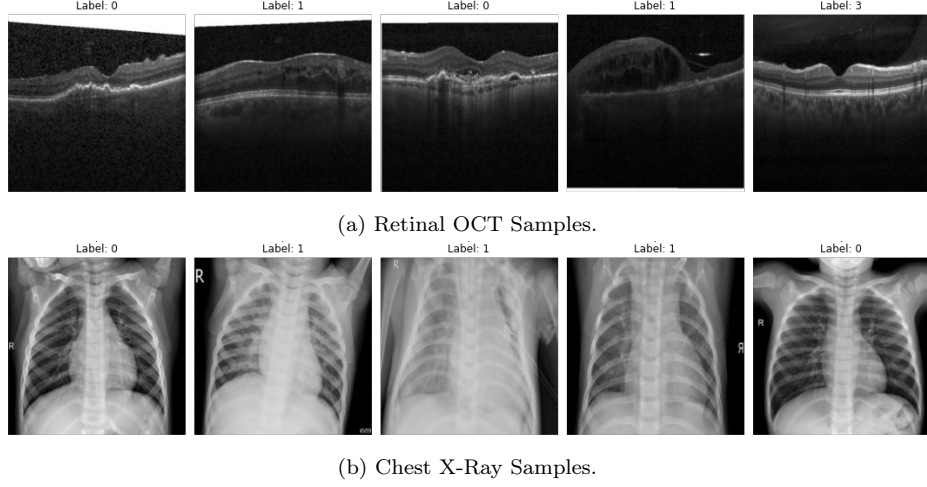 Label: 0 Label: 1 Label: 0 Label: 1 Label: 3
(a) Retinal OCT Samples.
Label: 0 Label: 1 Label: 1 Label: 1 Label: 0
R R R R R
(b) Chest X-Ray Samples.